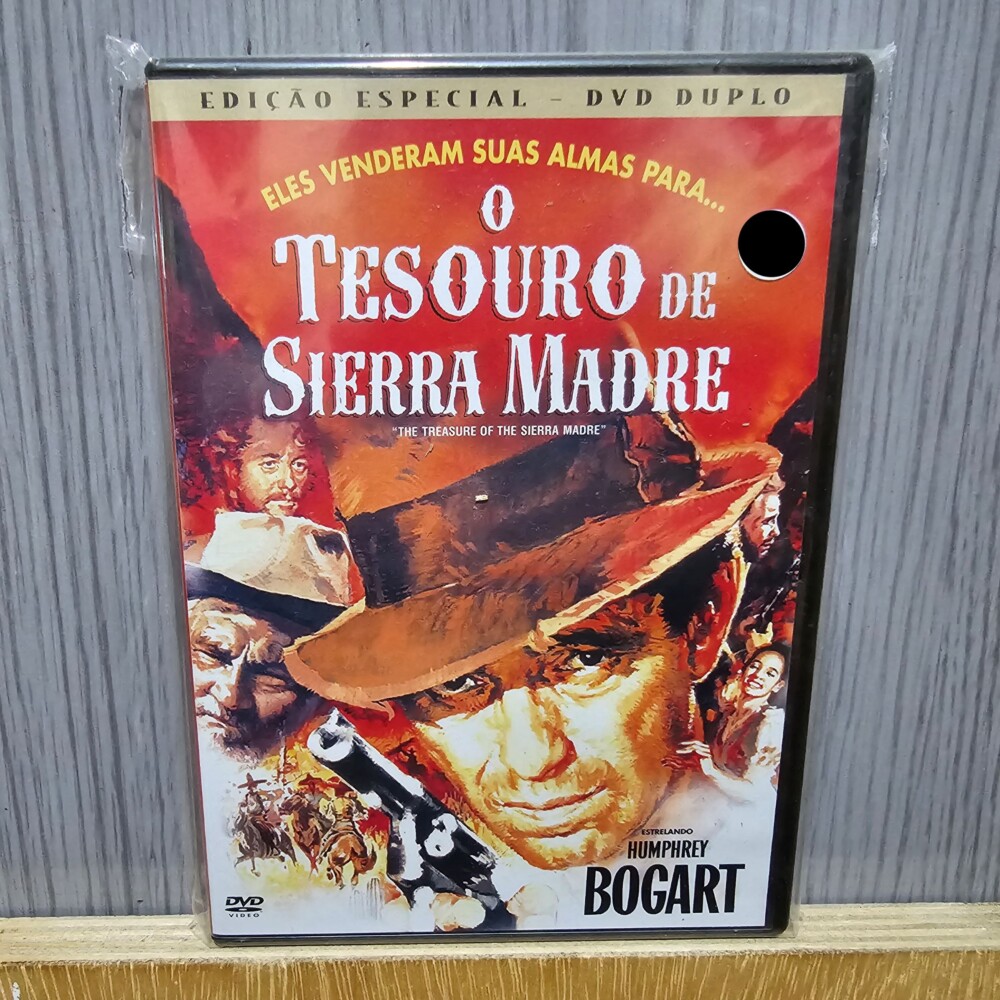 EDIÇÃO ESPECIAL - DVD DUPLO
ELES VENDERAM SUAS ALMAS PARA...
O
TESOURO DE
SIERRA MADRE
"THE TREASURE OF THE SIERRA MADRE"
ESTRELANDO
HUMPHREY
BOGART
DVD
VIDEO